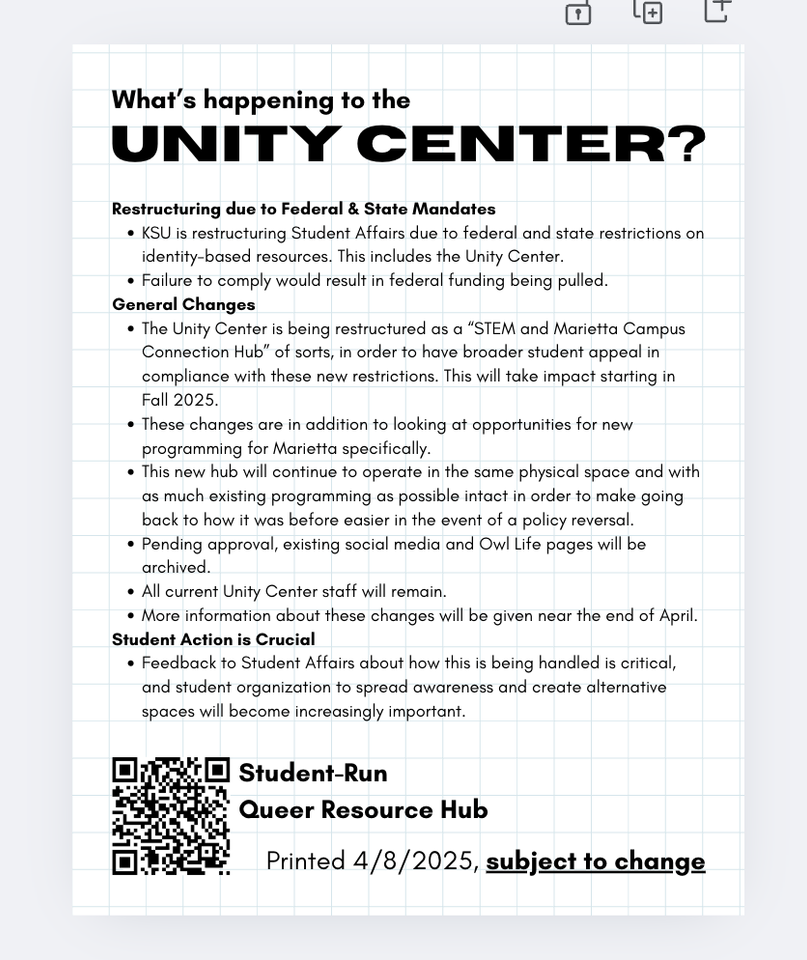 What's happening to the
UNITY CENTER?
Restructuring due to Federal & State Mandates
• KSU is restructuring Student Affairs due to federal and state restrictions on
identity-based resources. This includes the Unity Center.
• Failure to comply would result in federal funding being pulled.
General Changes
• The Unity Center is being restructured as a “STEM and Marietta Campus
Connection Hub” of sorts, in order to have broader student appeal in
compliance with these new restrictions. This will take impact starting in
Fall 2025.
• These changes are in addition to looking at opportunities for new
programming for Marietta specifically.
• This new hub will continue to operate in the same physical space and with
as much existing programming as possible intact in order to make going
back to how it was before easier in the event of a policy reversal.
• Pending approval, existing social media and Owl Life pages will be
archived.
• All current Unity Center staff will remain.
• More information about these changes will be given near the end of April.
Student Action is Crucial
• Feedback to Student Affairs about how this is being handled is critical,
and student organization to spread awareness and create alternative
spaces will become increasingly important.
Student-Run
Queer Resource Hub
Printed 4/8/2025, subject to change